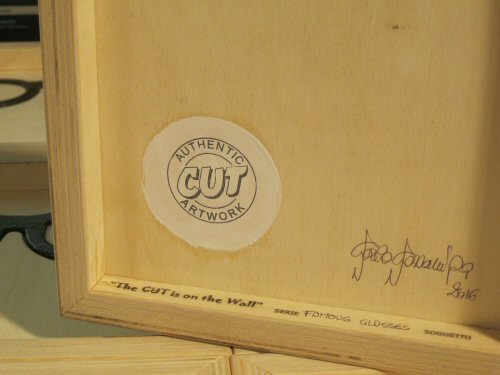 AUTHENTIC
CUT
ARTWORK
2016
"The CUT is on the Wall"
SERIE FAMOUS GLASSES SOGGETTO